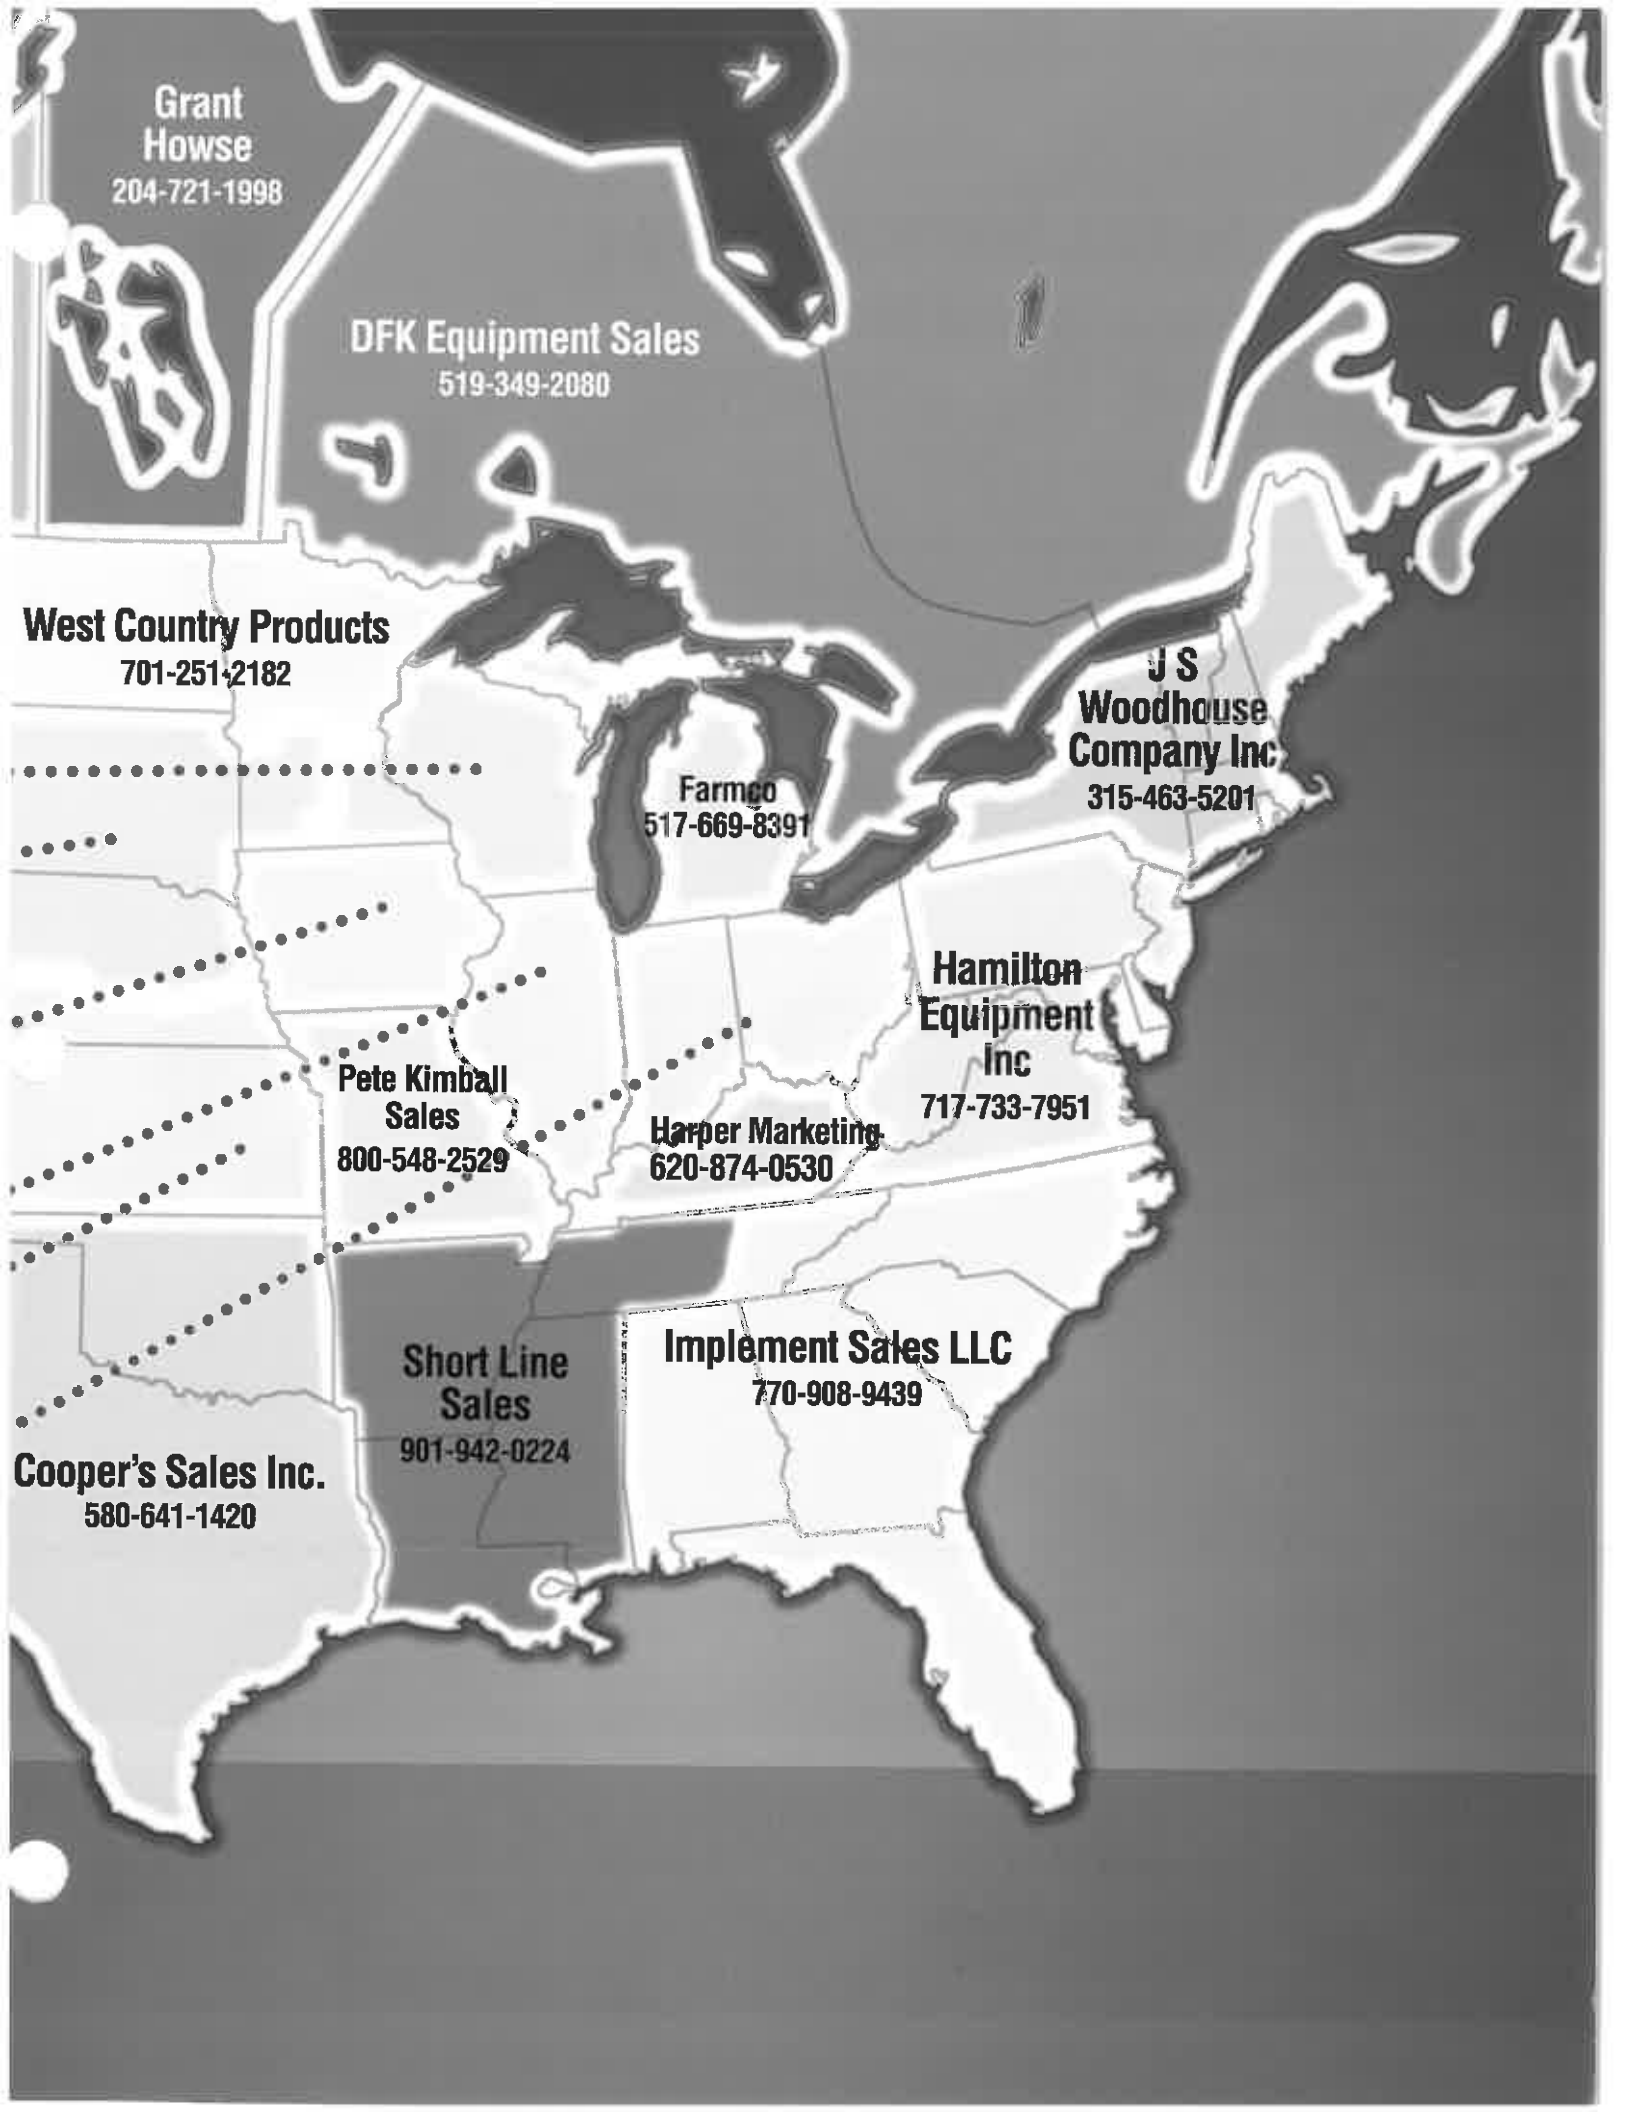 Grant
Howse
204-721-1998
DFK Equipment Sales
519-349-2080
West Country Products
701-251-2182
J S
Woodhouse
Company Inc
315-463-5201
Farmco
517-669-8391
Hamilton
Equipment
Inc
717-733-7951
Pete Kimball
Sales
800-548-2529
Harper Marketing
620-874-0530
Short Line
Sales
901-942-0224
Implement Sales LLC
770-908-9439
Cooper's Sales Inc.
580-641-1420